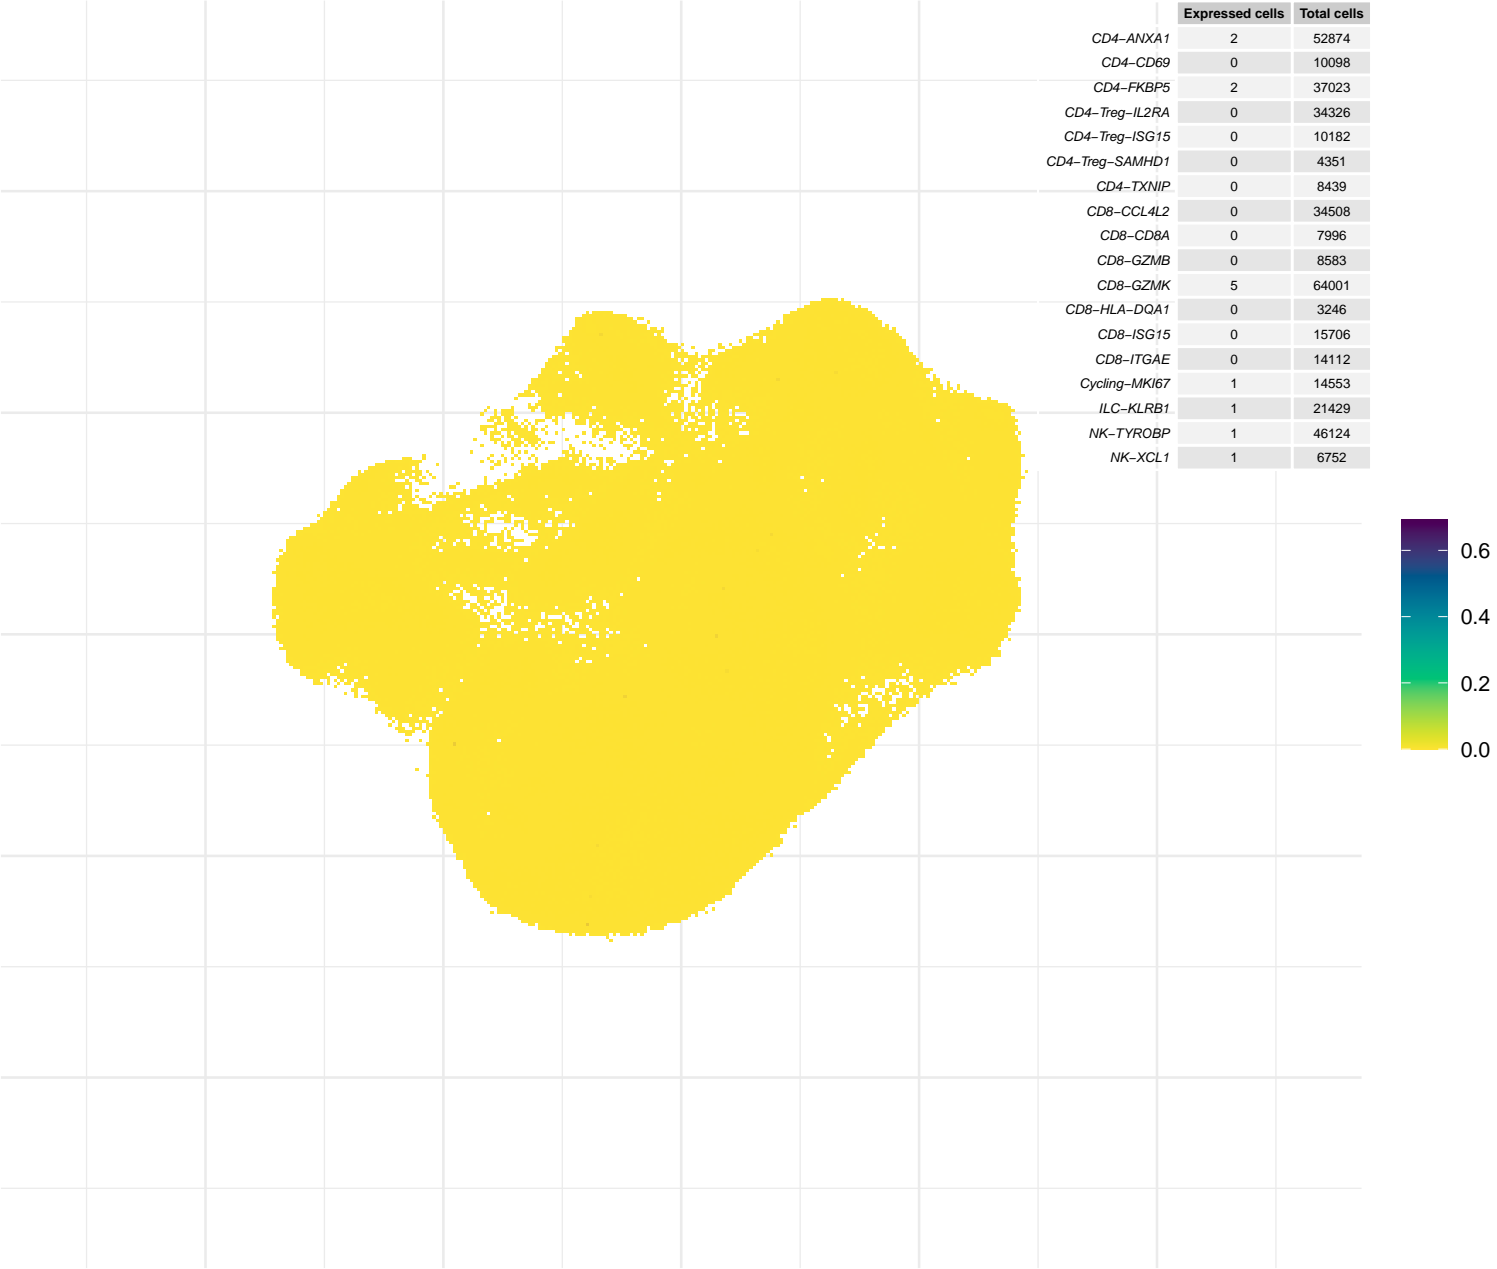 Expressed cells Total cells
CD4−ANXA1 2 52874
CD4−CD69 0 10098
CD4−FKBP5 2 37023
CD4−Treg−IL2RA 0 34326
CD4−Treg−ISG15 0 10182
CD4−Treg−SAMHD1 0 4351
CD4−TXNIP 0 8439
CD8−CCL4L2 0 34508
CD8−CD8A 0 7996
CD8−GZMB 0 8583
CD8−GZMK 5 64001
CD8−HLA−DQA1 0 3246
CD8−ISG15 0 15706
CD8−ITGAE 0 14112
Cycling−MKI67 1 14553
ILC−KLRB1 1 21429
NK−TYROBP 1 46124
NK−XCL1 1 6752
0.6
0.4
0.2
0.0